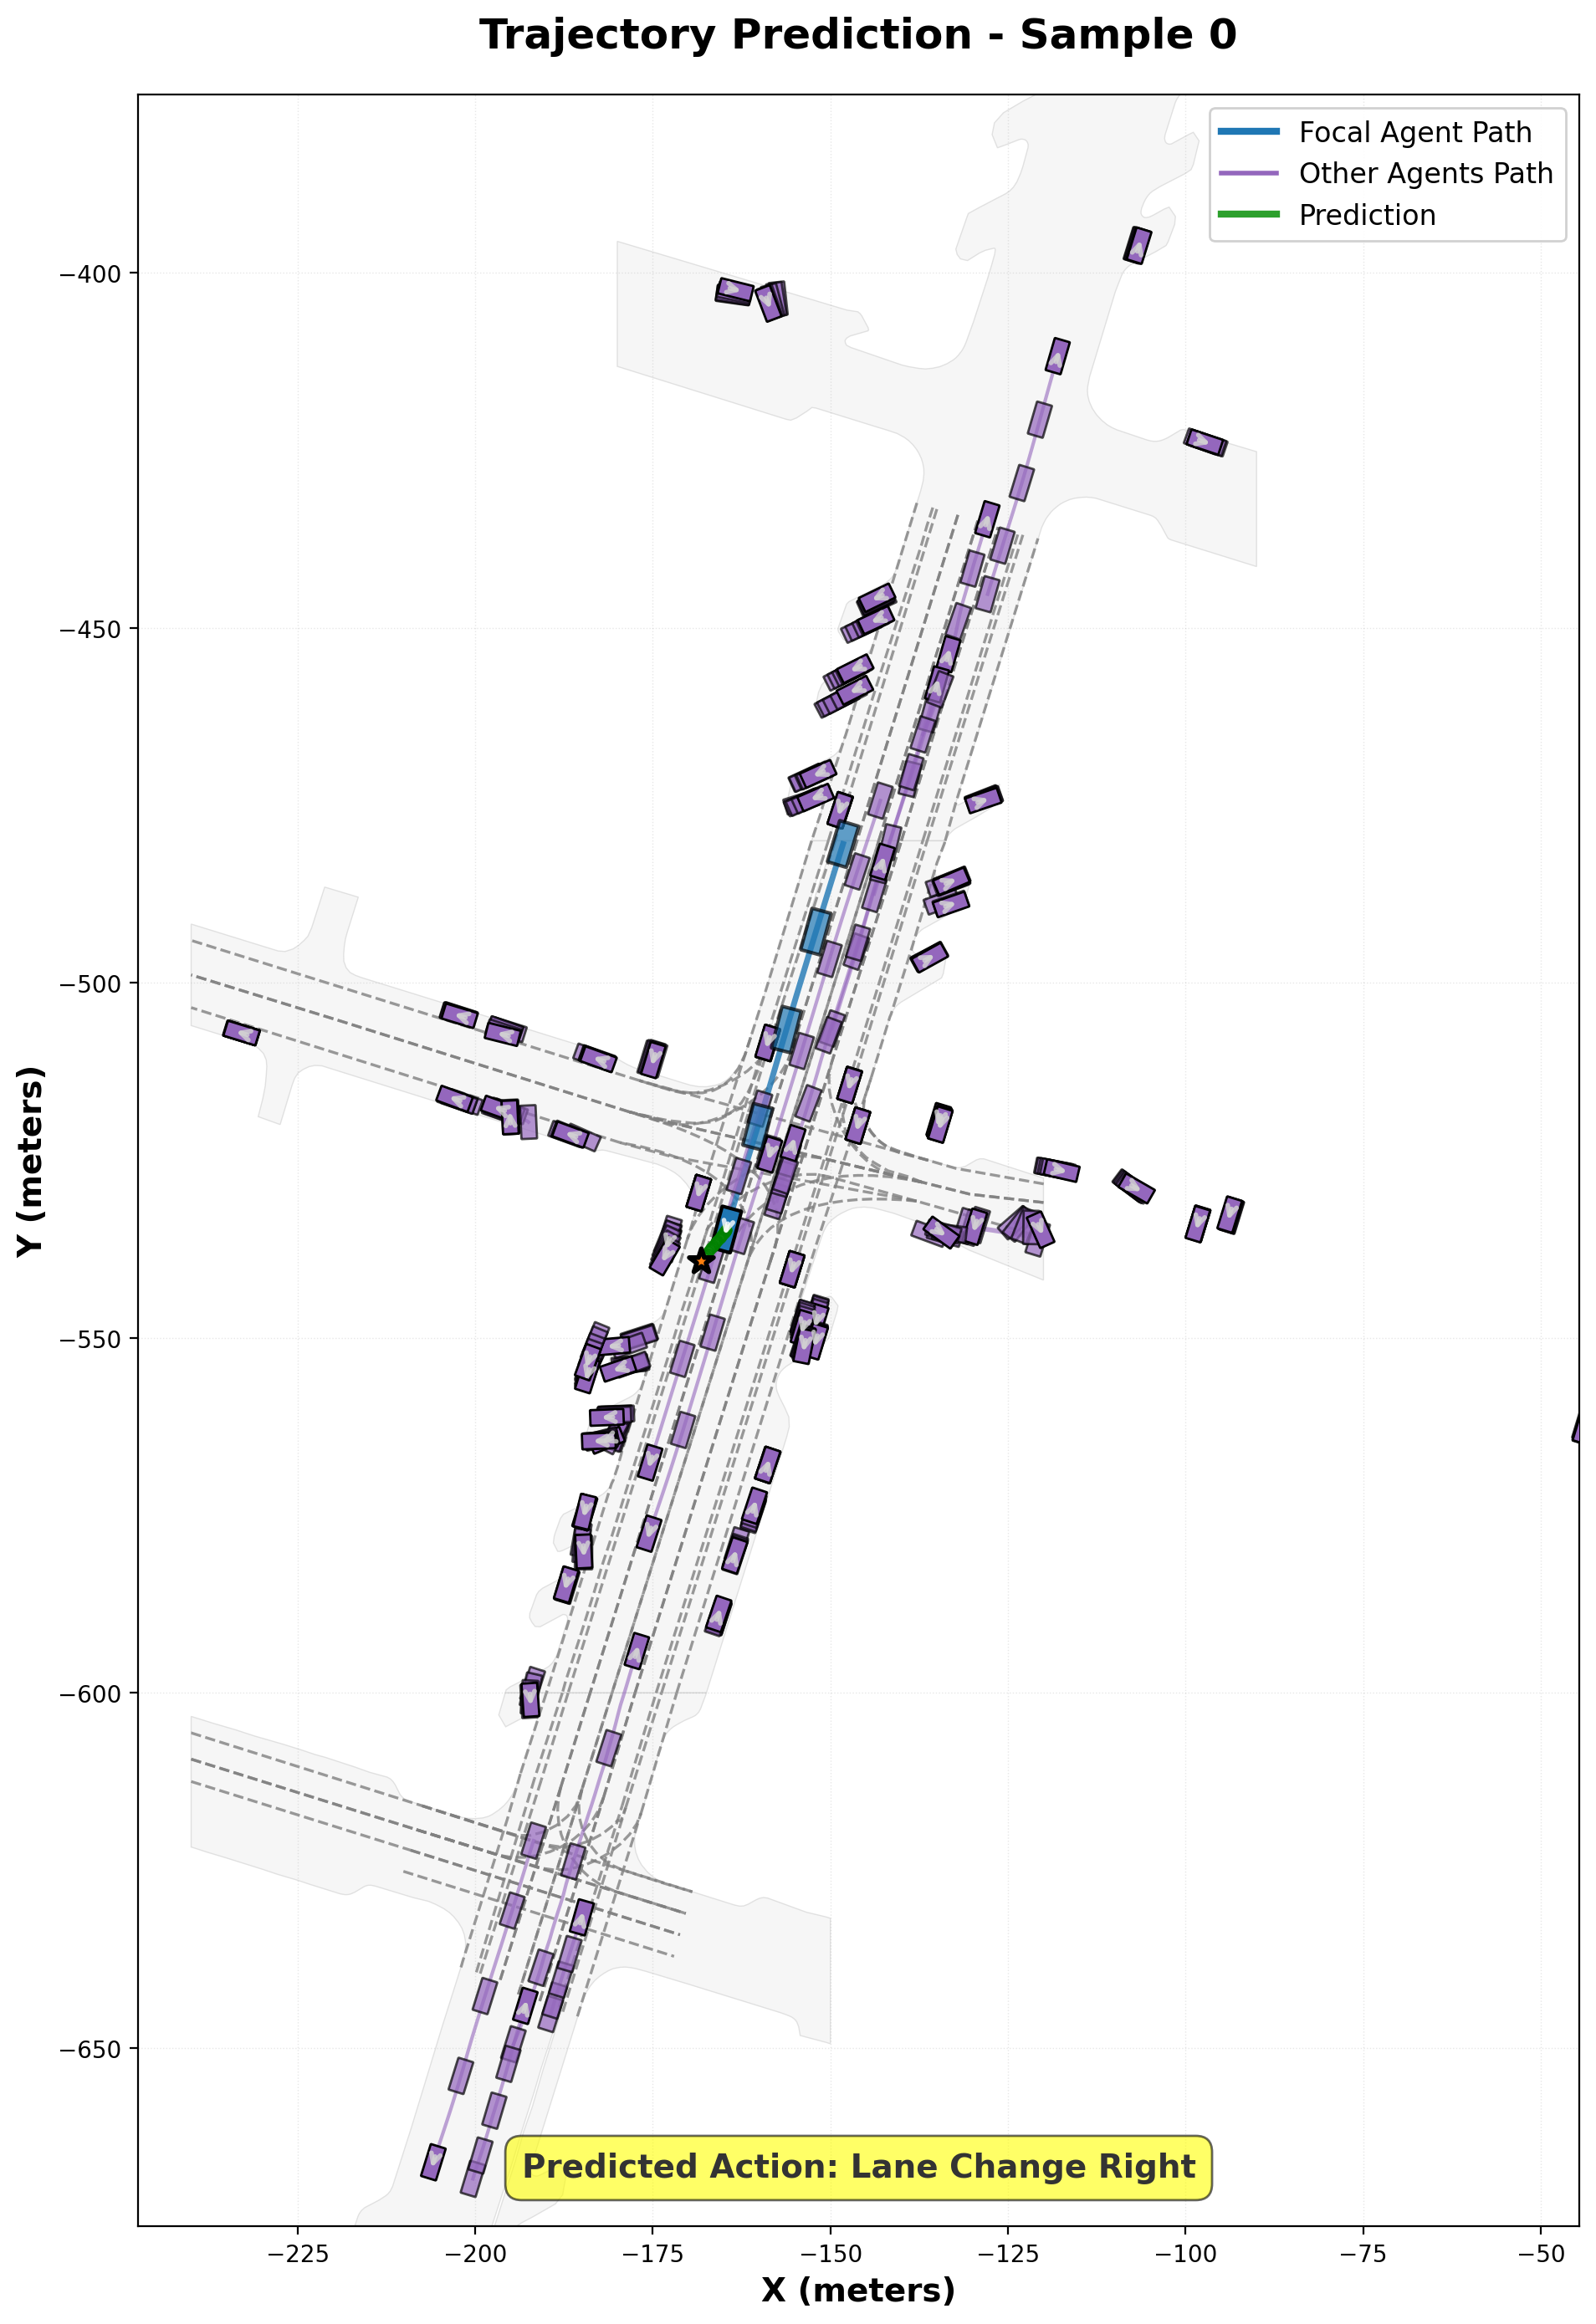 Trajectory Prediction - Sample 0
Focal Agent Path
Other Agents Path
Prediction
−400
−450
−500
−550
−600
−650
Y (meters)
Predicted Action: Lane Change Right
−225
−200
−175
−150
−125
−100
−75
−50
X (meters)